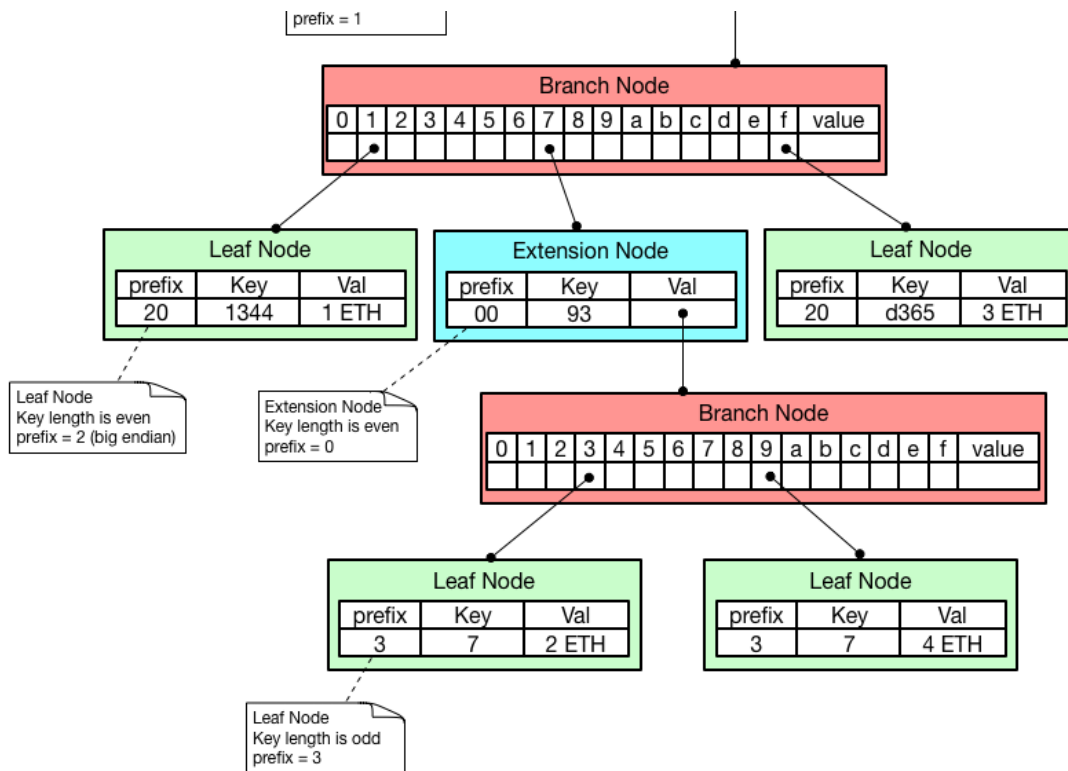 prefix = 1
Branch Node
0 1 2 3 4 5 6 7 8 9 a b c d e f value
Leaf Node
prefix Key Val
20 1344 1 ETH
Extension Node
prefix Key Val
00 93
Leaf Node
prefix Key Val
20 d365 3 ETH
Leaf Node
Key length is even
prefix = 2 (big endian)
Extension Node
Key length is even
prefix = 0
Branch Node
0 1 2 3 4 5 6 7 8 9 a b c d e f value
Leaf Node
prefix Key Val
3 7 2 ETH
Leaf Node
prefix Key Val
3 7 4 ETH
Leaf Node
Key length is odd
prefix = 3